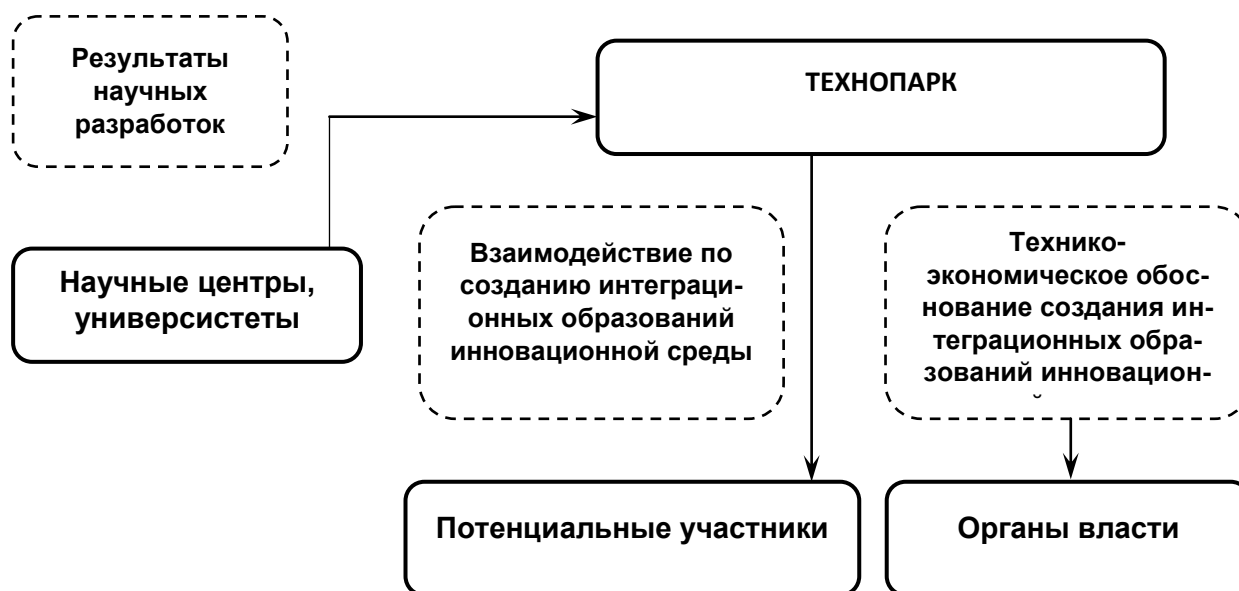 Результаты
научных
разработок
ТЕХНОПАРК
Научные центры,
универсистеты
Взаимодействие по
созданию интеграци-
онных образований
инновационной среды
Технико-
экономическое обос-
нование создания ин-
теграционных обра-
зований инновацион-
Потенциальные участники
Органы власти